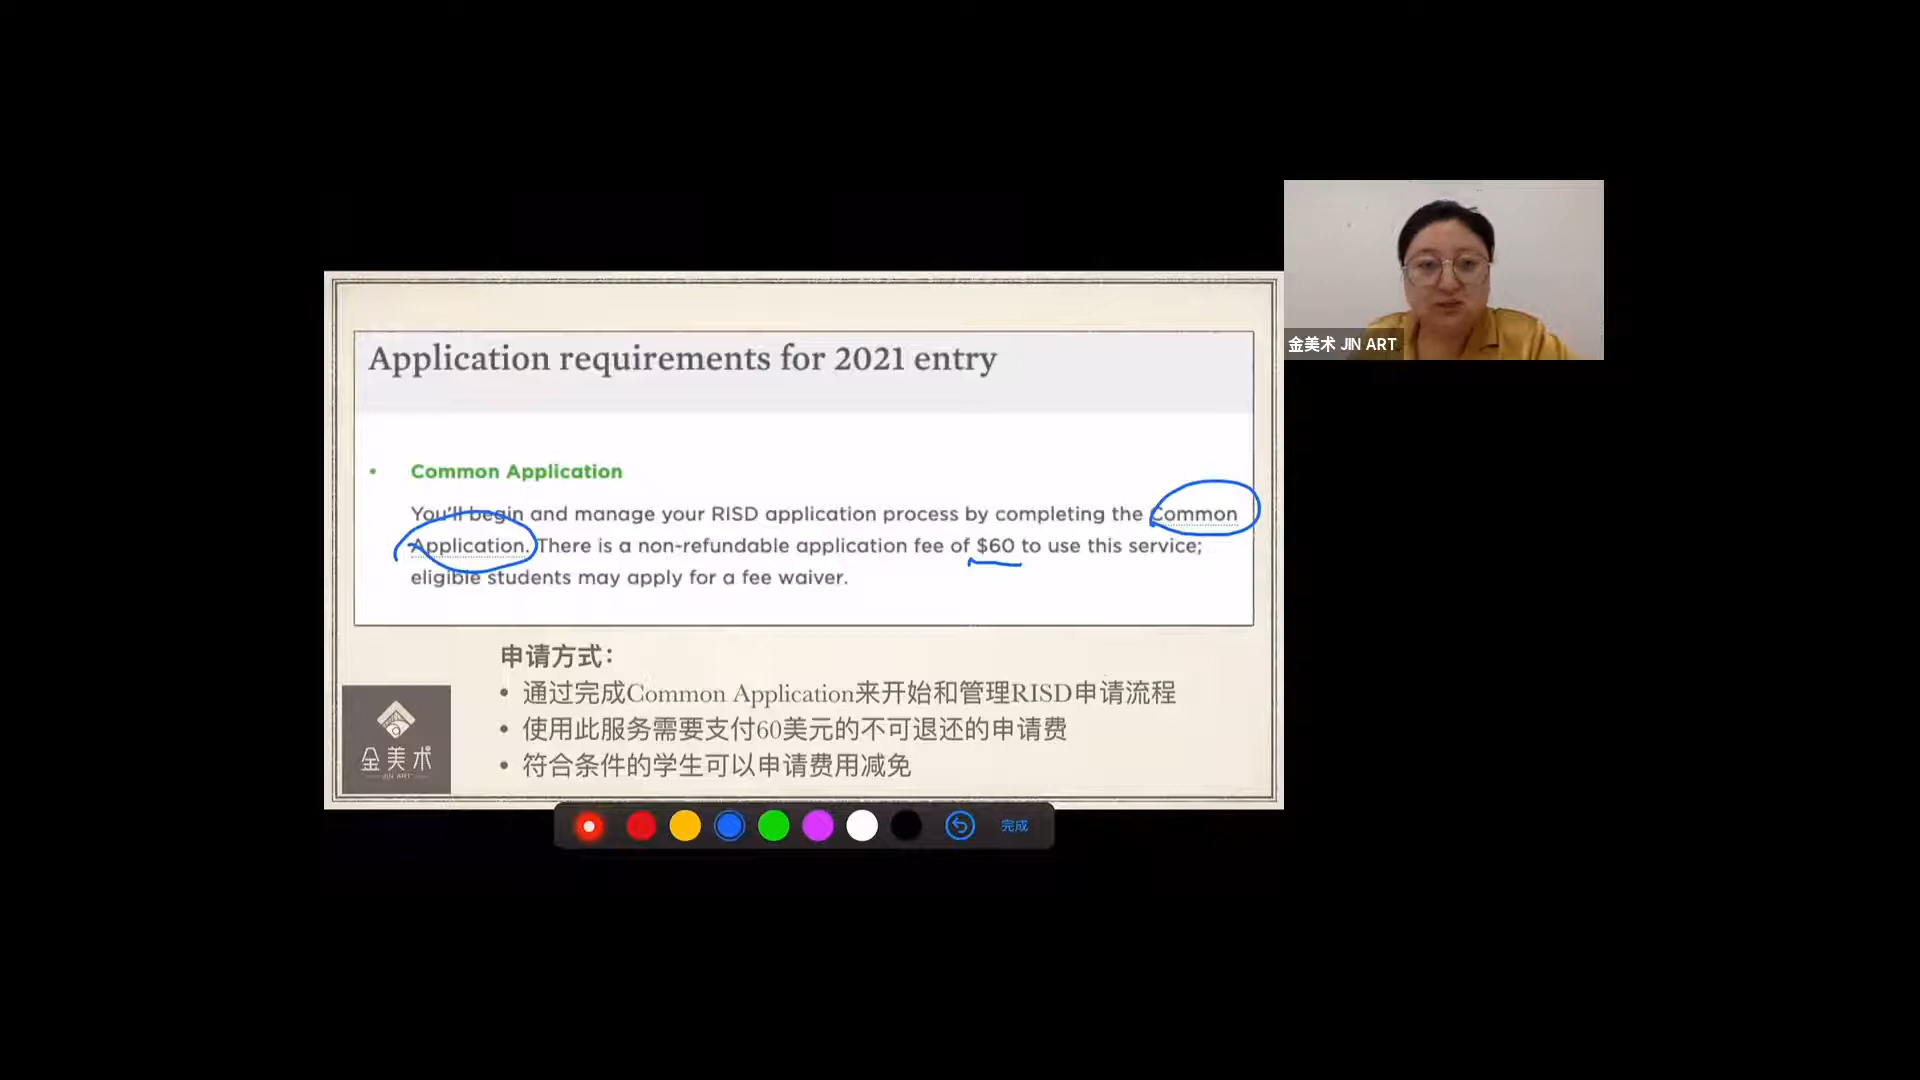 金美术 JIN ART
Application requirements for 2021 entry
• Common Application
You'll begin and manage your RISD application process by completing the Common
Application. There is a non-refundable application fee of $60 to use this service;
eligible students may apply for a fee waiver.
申请方式：
• 通过完成Common Application来开始和管理RISD申请流程
• 使用此服务需要支付60美元的不可退还的申请费
• 符合条件的学生可以申请费用减免
金美术
JIN ART
完成